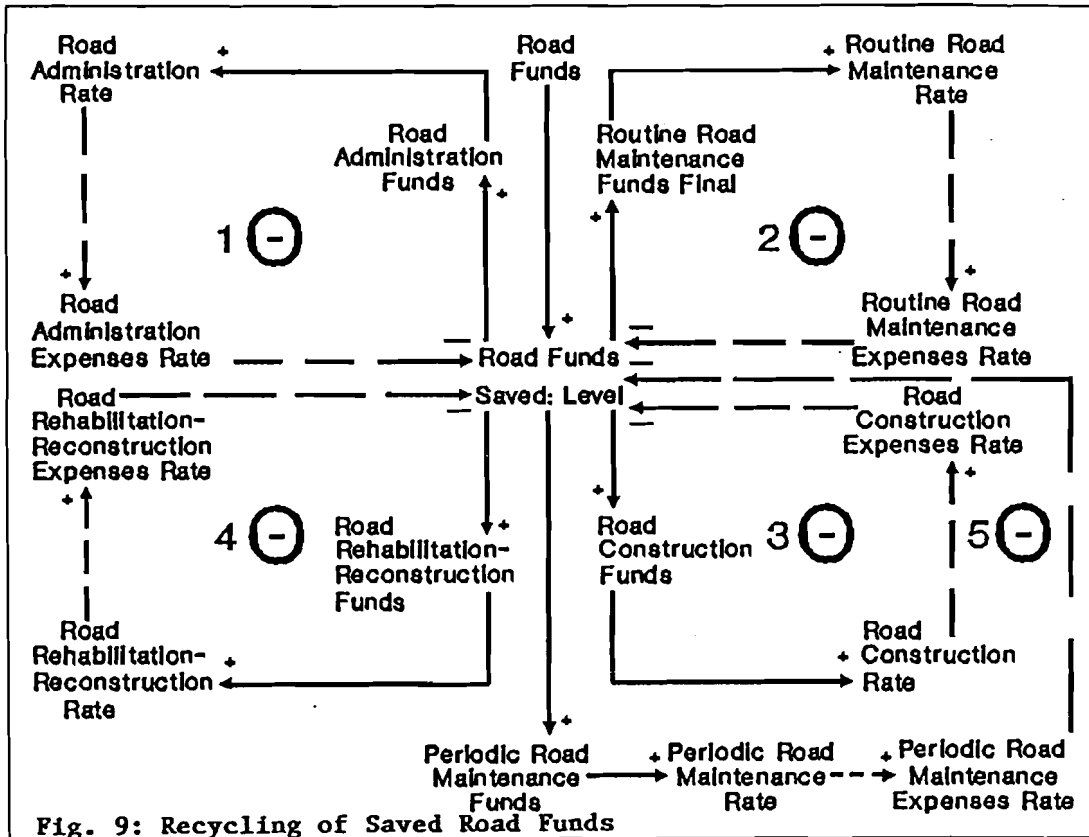 Road
Administration
Rate
+
Road
Funds
+
Routine Road
Maintenance
Rate
Road
Administration
Funds
+
Routine Road
Maintenance
Funds Final
+
1 (-)
2 (-)
+
Road
Administration
Expenses Rate
+
Routine Road
Maintenance
Expenses Rate
+
Road Funds
Saved: Level
—
—
—
—
—
Road
Rehabilitation-
Reconstruction
Expenses Rate
+
Road
Construction
Expenses Rate
+
4 (-)
+
Road
Rehabilitation-
Reconstruction
Funds
+
Road
Construction
Funds
3 (-)
5 (-)
Road
Rehabilitation-
Reconstruction
Rate
+
Road
+ Construction
Rate
+
Periodic Road
Maintenance
Funds
+ Periodic Road
Maintenance
Rate
+ Periodic Road
Maintenance
Expenses Rate
Fig. 9: Recycling of Saved Road Funds